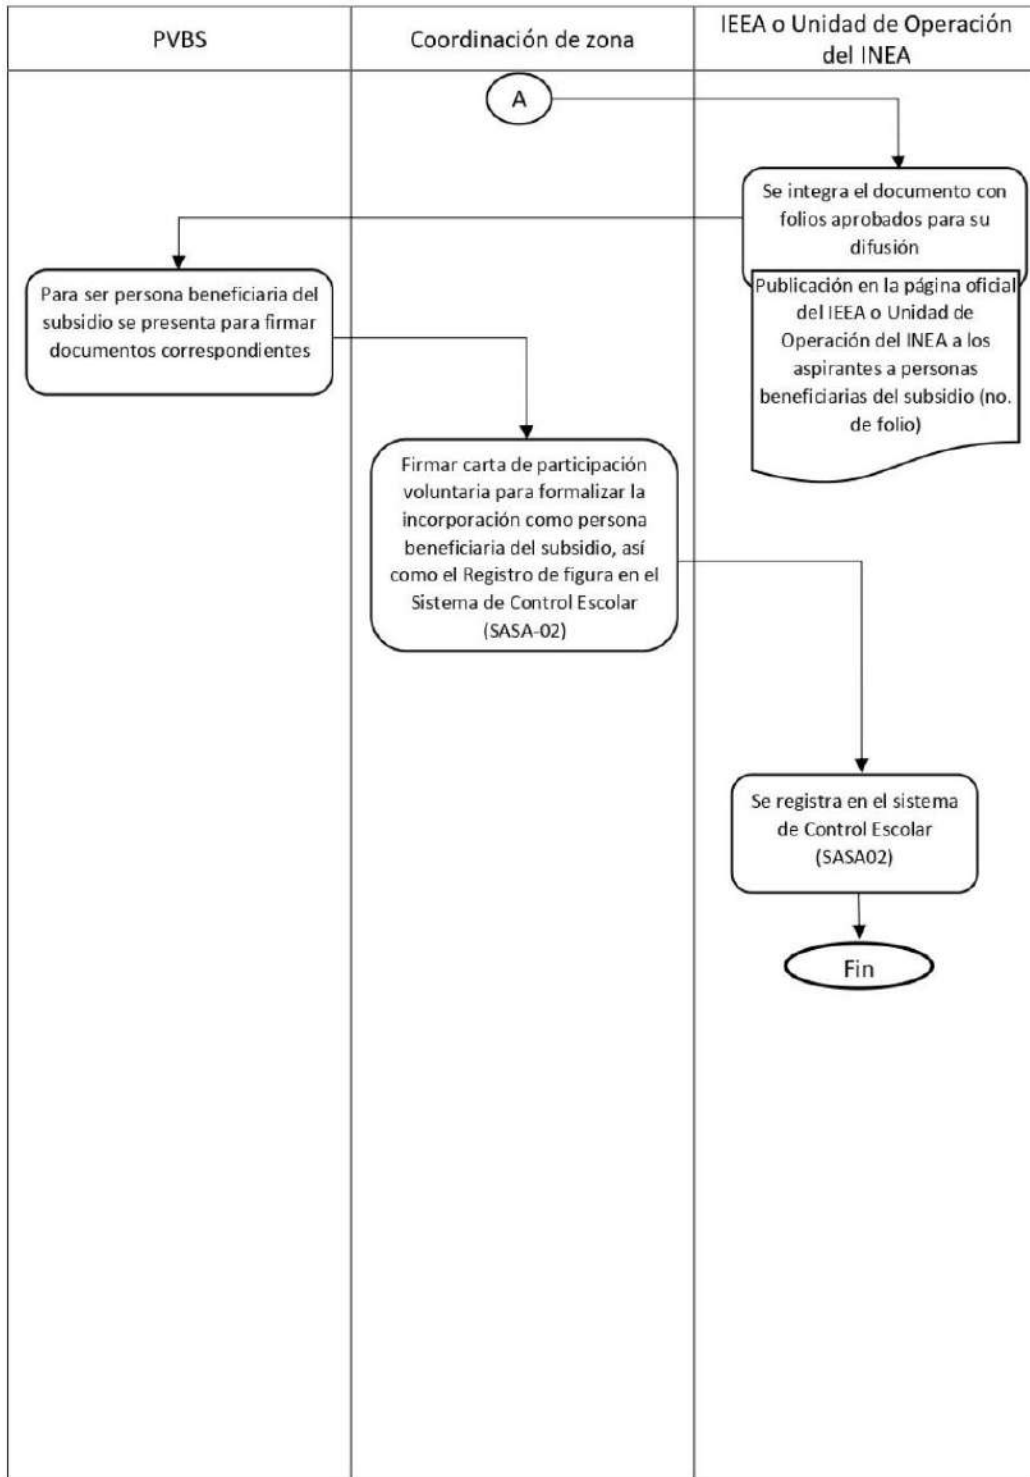 PVBS
Coordinación de zona
IEEA o Unidad de Operación
del INEA
A
Se integra el documento con
folios aprobados para su
difusión
Publicación en la página oficial
del IEEA o Unidad de
Operación del INEA a los
aspirantes a personas
beneficiarias del subsidio (no.
de folio)
Para ser persona beneficiaria del
subsidio se presenta para firmar
documentos correspondientes
Firmar carta de participación
voluntaria para formalizar la
incorporación como persona
beneficiaria del subsidio, así
como el Registro de figura en el
Sistema de Control Escolar
(SASA-02)
Se registra en el sistema
de Control Escolar
(SASA02)
Fin